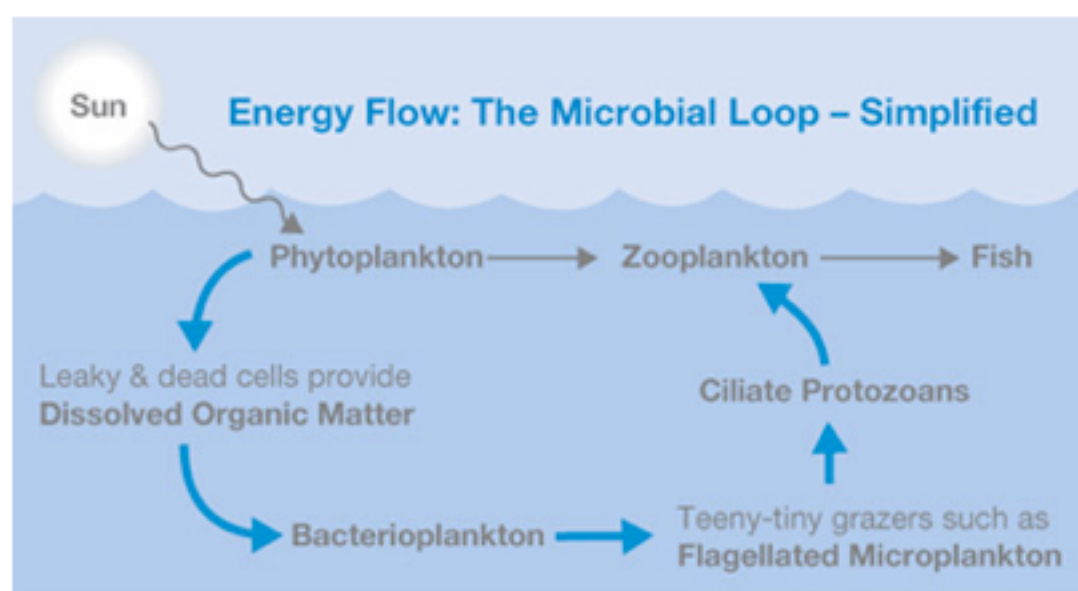 Sun
Energy Flow: The Microbial Loop – Simplified
Phytoplankton
Zooplankton
Fish
Leaky & dead cells provide
Dissolved Organic Matter
Ciliate Protozoans
Bacterioplankton
Teeny-tiny grazers such as
Flagellated Microplankton